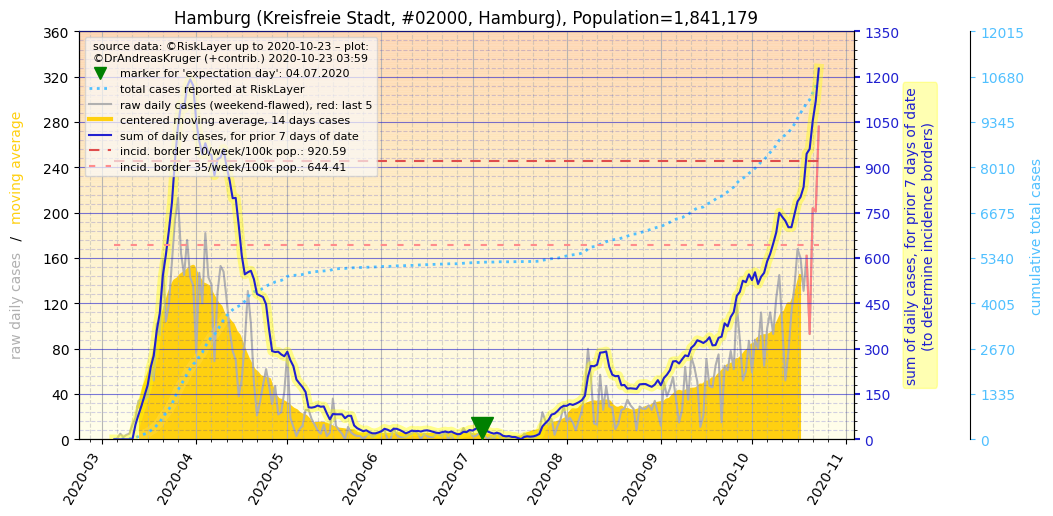 Hamburg (Kreisfreie Stadt, #02000, Hamburg), Population=1,841,179
source data: ©RiskLayer up to 2020-10-23 – plot:
©DrAndreasKruger (+contrib.) 2020-10-23 03:59
marker for 'expectation day': 04.07.2020
total cases reported at RiskLayer
raw daily cases (weekend-flawed), red: last 5
centered moving average, 14 days cases
sum of daily cases, for prior 7 days of date
incid. border 50/week/100k pop.: 920.59
incid. border 35/week/100k pop.: 644.41
raw daily cases / moving average
360
320
280
240
200
160
120
80
40
0
1350
1200
1050
900
750
600
450
300
150
0
sum of daily cases, for prior 7 days of date
(to determine incidence borders)
12015
10680
9345
8010
6675
5340
4005
2670
1335
0
cumulative total cases
2020-03
2020-04
2020-05
2020-06
2020-07
2020-08
2020-09
2020-10
2020-11